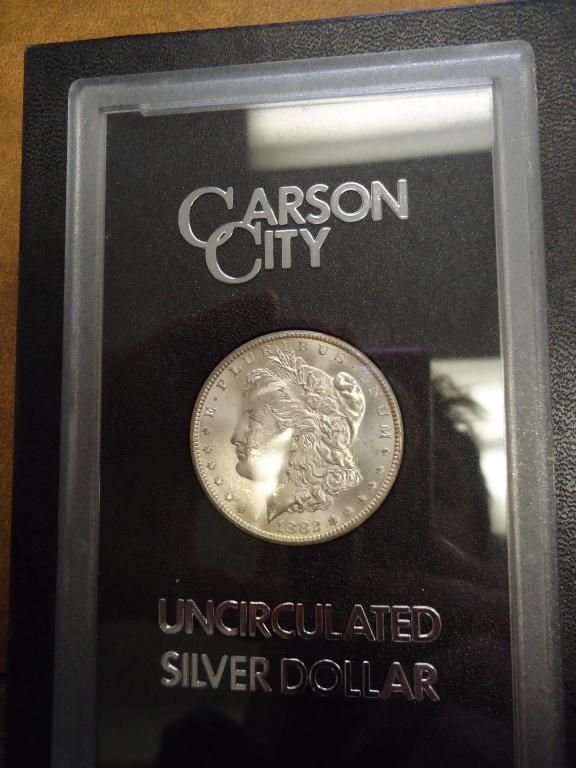 CARSON
CITY
E·PLURIBUS·UNUM
1882
UNCIRCULATED
SILVER DOLLAR